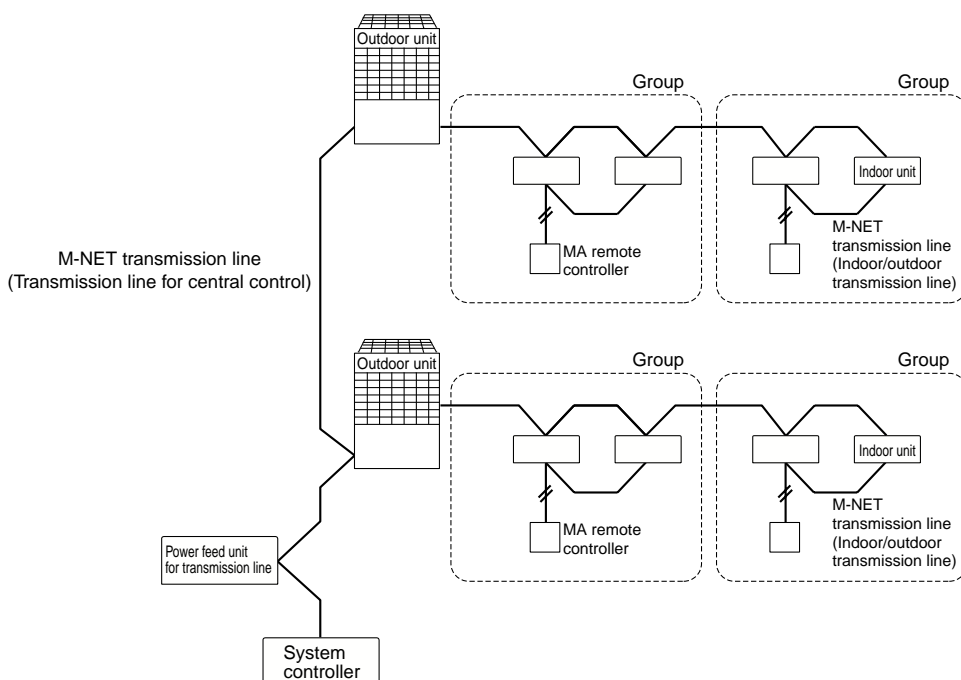 Outdoor unit
Group
Group
Indoor unit
MA remote
controller
M-NET
transmission line
(Indoor/outdoor
transmission line)
M-NET transmission line
(Transmission line for central control)
Outdoor unit
Group
Group
Indoor unit
MA remote
controller
M-NET
transmission line
(Indoor/outdoor
transmission line)
Power feed unit
for transmission line
System
controller